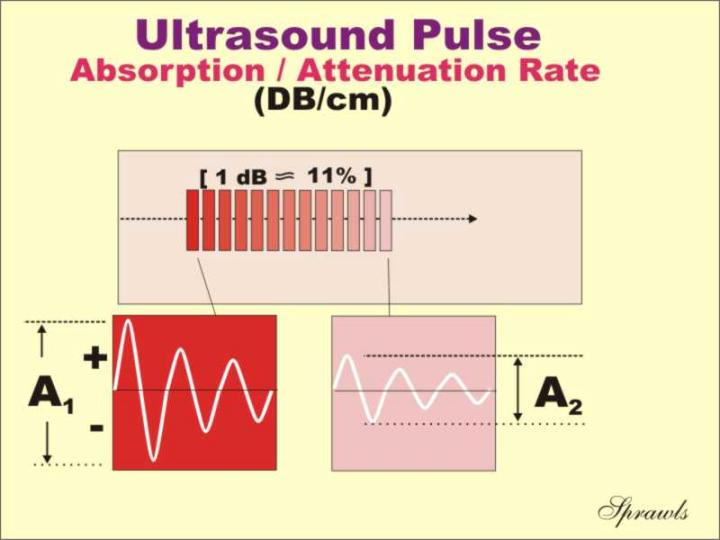 Ultrasound Pulse
Absorption / Attenuation Rate
(DB/cm)
[ 1 dB ≈ 11% ]
+
A1
-
A2
Sprawls